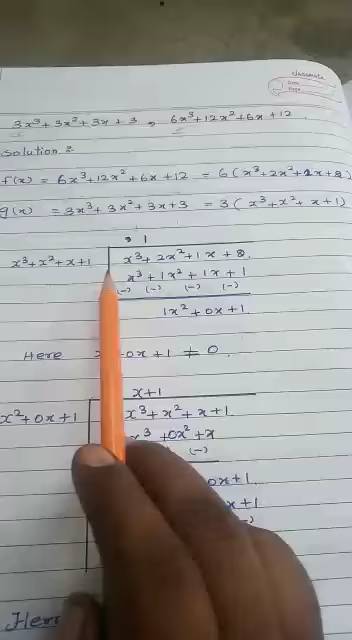 classmate
Date
Page
3x³+3x²+3x+3, 6x³+12x²+6x+12.
Solution :
f(x) = 6x³+12x²+6x+12 = 6(x³+2x²+1x+8)
g(x) = 3x³+3x²+3x+3 = 3(x³+x²+x+1)
1
x³+x²+x+1 x³+2x²+1x+8.
x³+1x²+1x+1
(-) (-) (-) (-)
1x²+0x+1
Here 0x+1 ≠ 0.
x+1
x²+0x+1 x³+x²+x+1
x³+0x²+x
(-)
0x+1.
x+1
Here